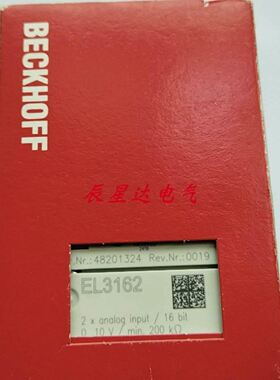 BECKHOFF
辰星达电气
Nr.:48201324 Rev.Nr.:0019
EL3162
2 x analog input / 16 bit
0...10 V / min. 200 kΩ